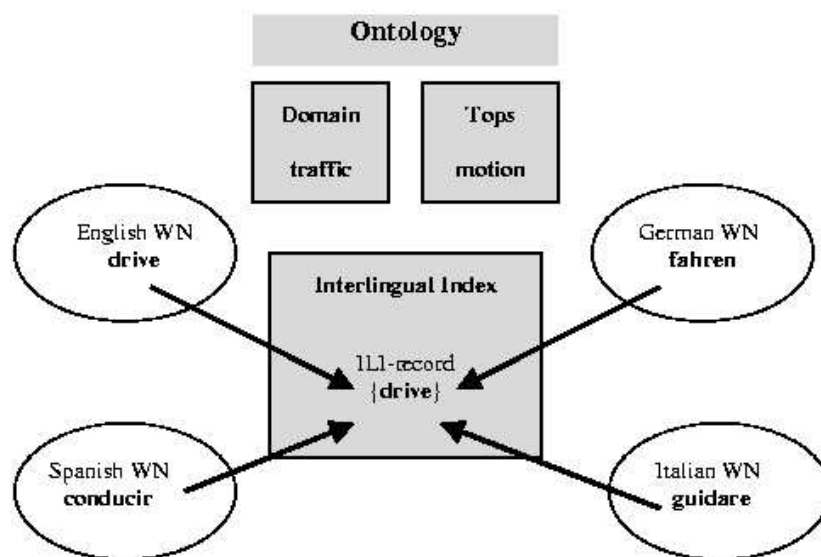 Ontology
Domain
traffic
Tops
motion
English WN
drive
German WN
fahren
Interlingual Index
ILI-record
{drive}
Spanish WN
conducir
Italian WN
guidare